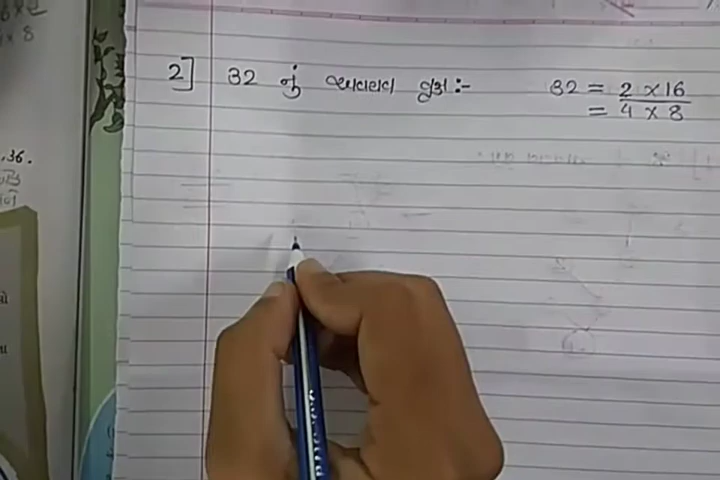 2] 32 નું અવયવ વૃક્ષ :- 32 = 2 × 16
= 4 × 8